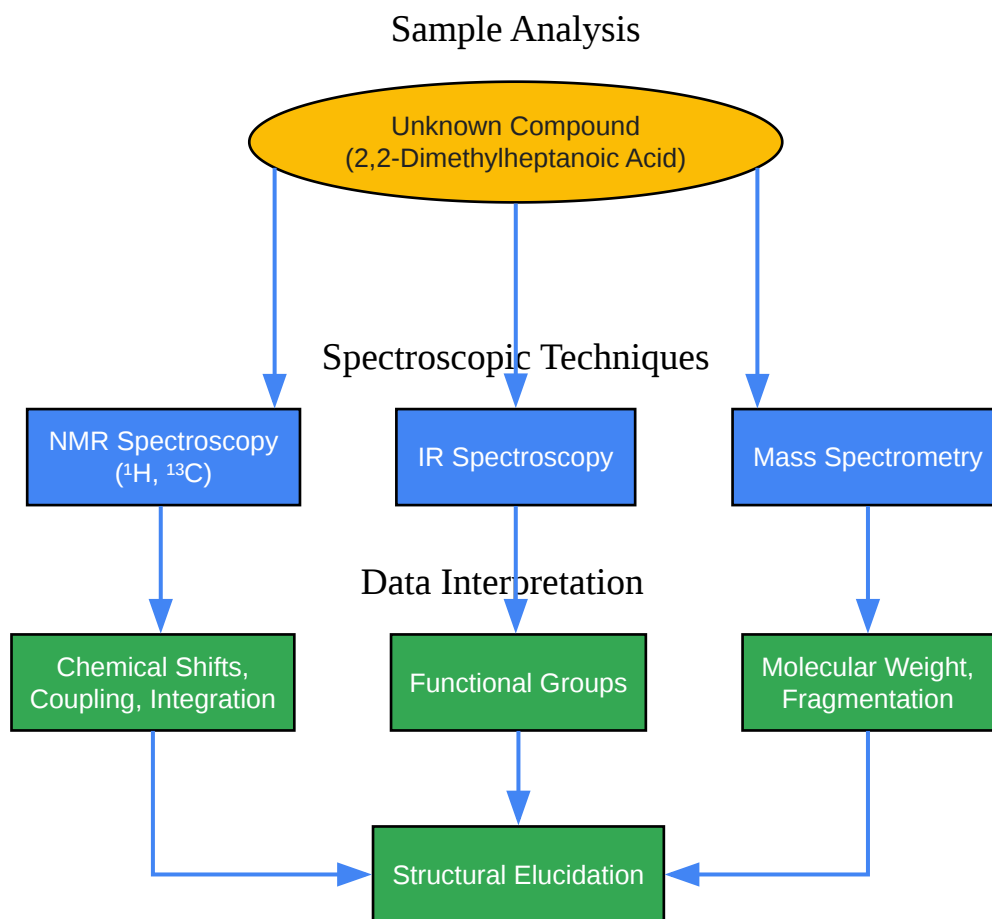 Sample Analysis
Unknown Compound
(2,2-Dimethylheptanoic Acid)
Spectroscopic Techniques
NMR Spectroscopy
(¹H, ¹³C)
IR Spectroscopy
Mass Spectrometry
Data Interpretation
Chemical Shifts,
Coupling, Integration
Functional Groups
Molecular Weight,
Fragmentation
Structural Elucidation